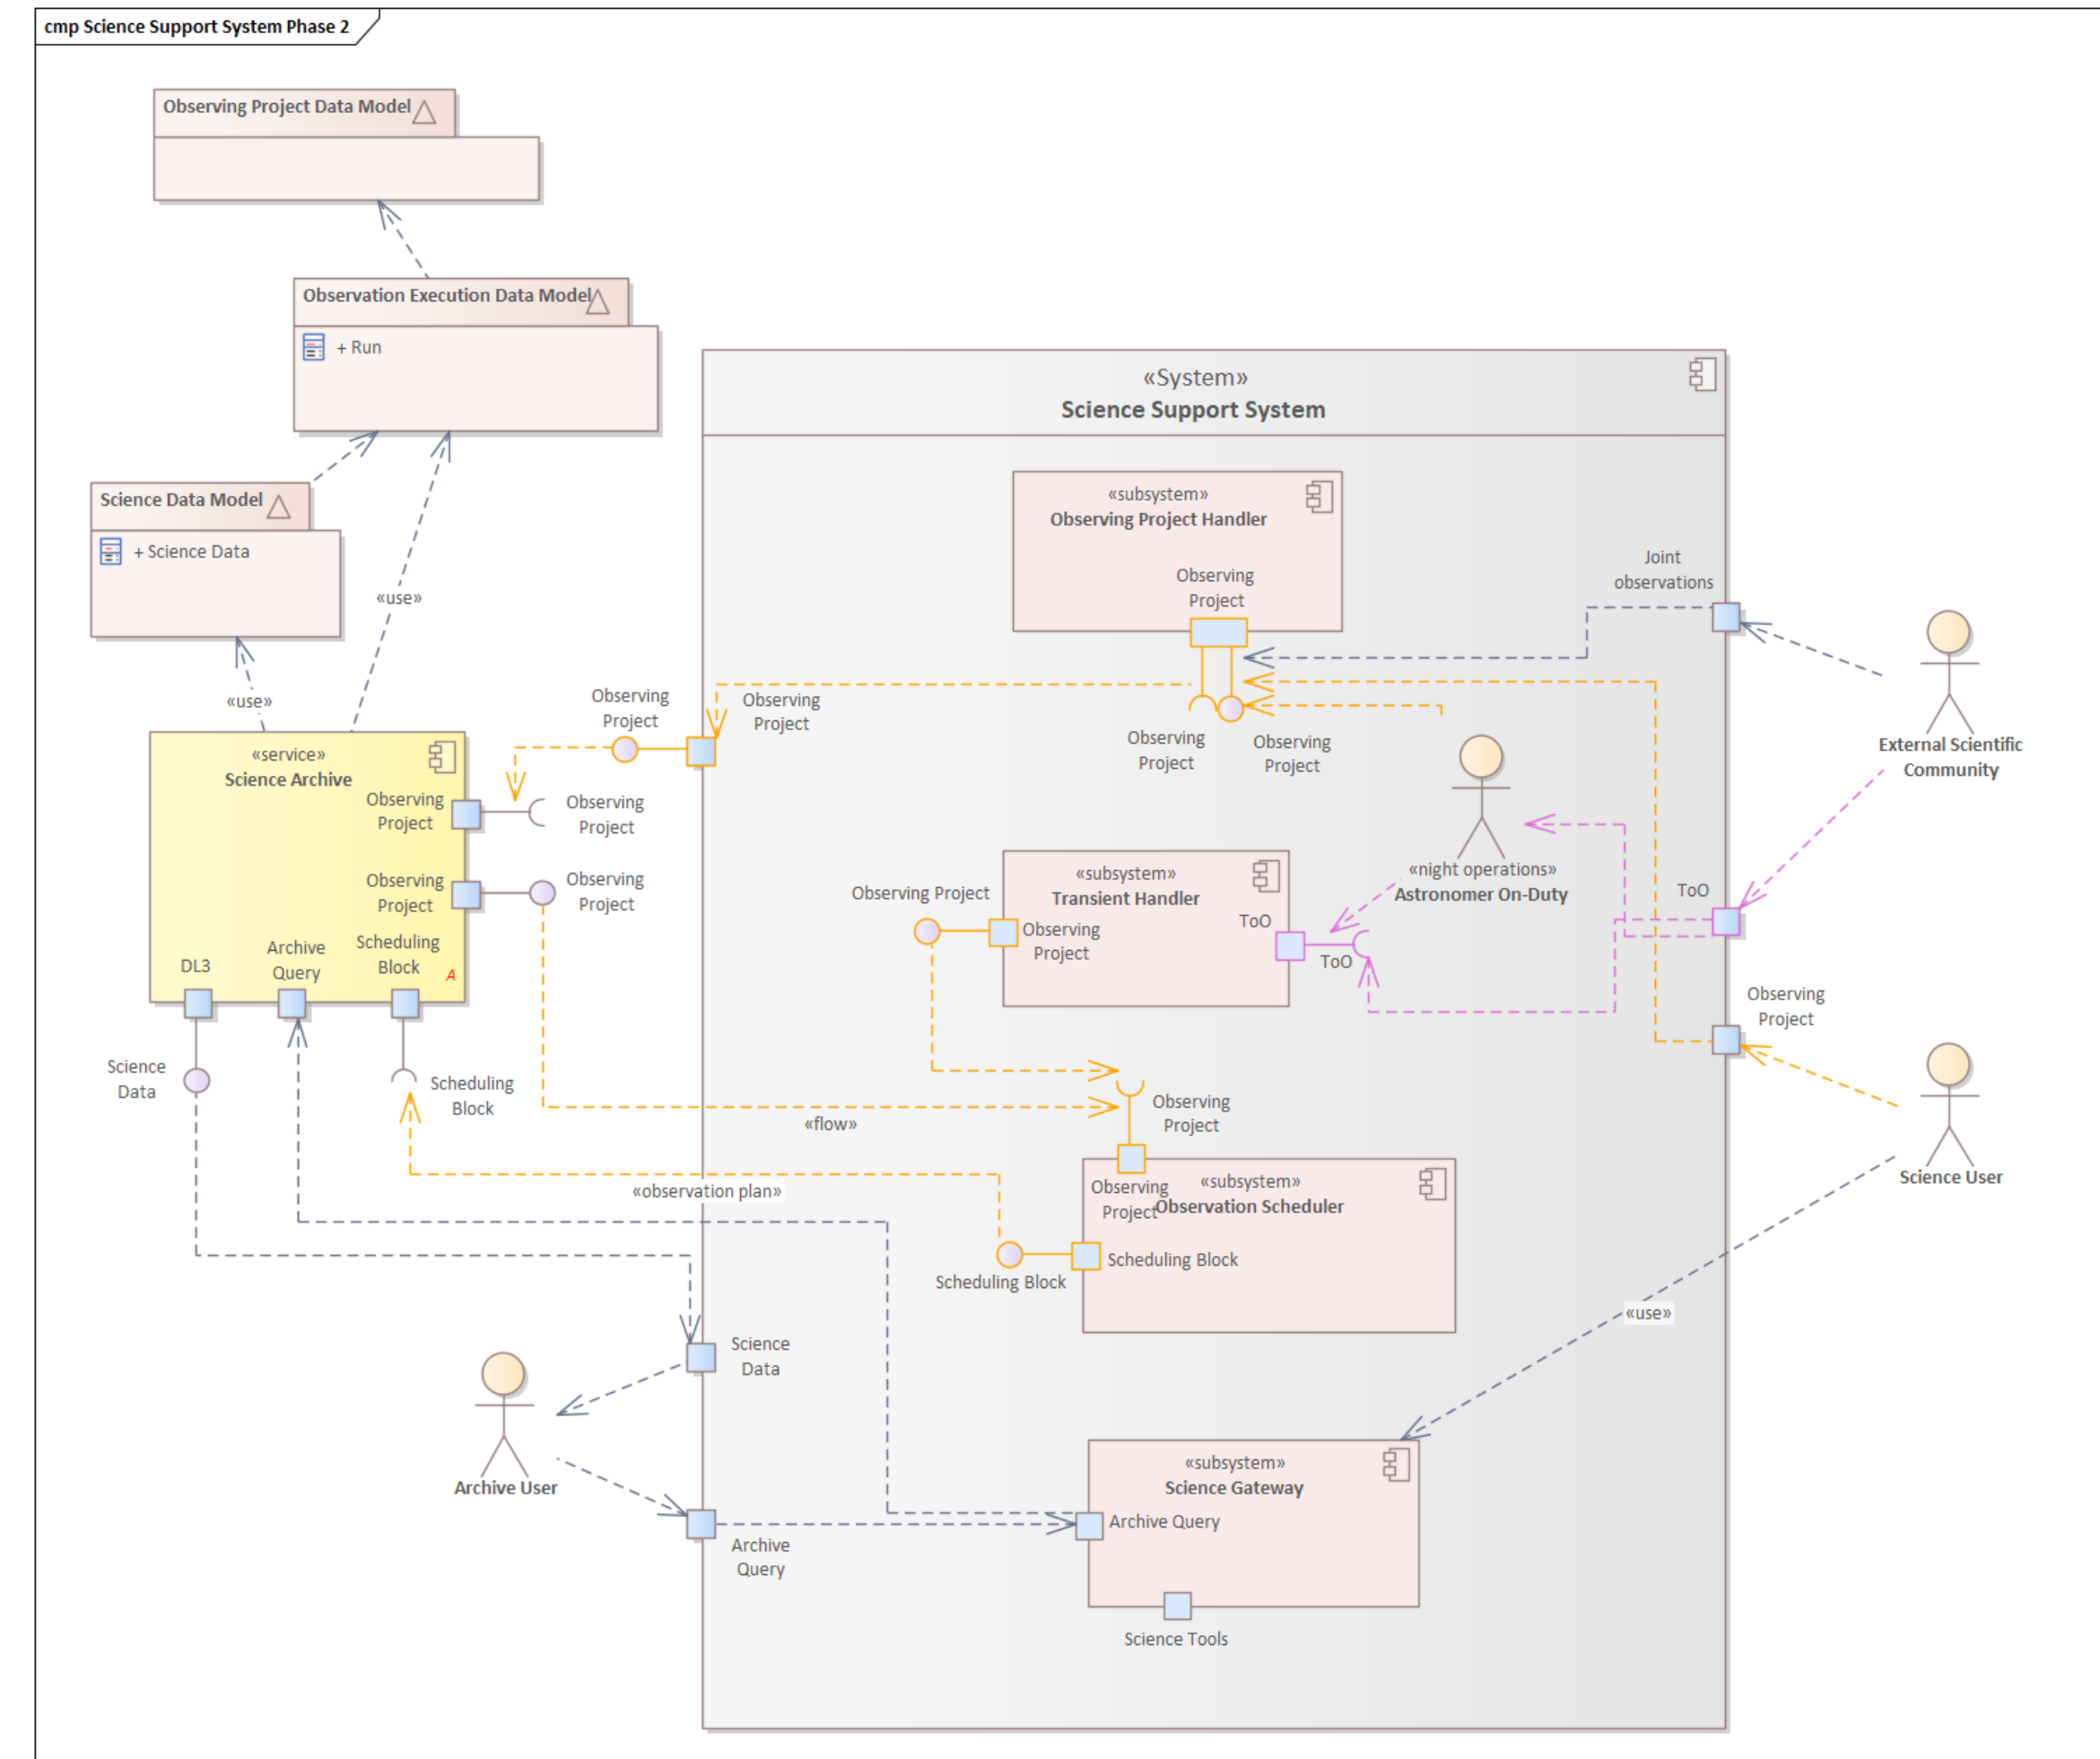 cmp Science Support System Phase 2
Observing Project Data Model
Observation Execution Data Model
+ Run
Science Data Model
+ Science Data
«use»
«use»
«service»
Science Archive
Observing
Project
Observing
Project
Observing
Project
Observing
Project
DL3
Archive
Query
Scheduling
Block
A
Science
Data
Scheduling
Block
Observing
Project
Observing
Project
«System»
Science Support System
«subsystem»
Observing Project Handler
Observing
Project
Observing
Project
Observing
Project
Joint
observations
External Scientific
Community
«night operations»
Astronomer On-Duty
«subsystem»
Transient Handler
Observing Project
Observing
Project
ToO
ToO
ToO
Observing
Project
Science User
«flow»
Observing
Project
«observation plan»
Observing
Project
«subsystem»
Observation Scheduler
Scheduling Block
Scheduling Block
«use»
Science
Data
Archive User
Archive
Query
«subsystem»
Science Gateway
Archive Query
Science Tools